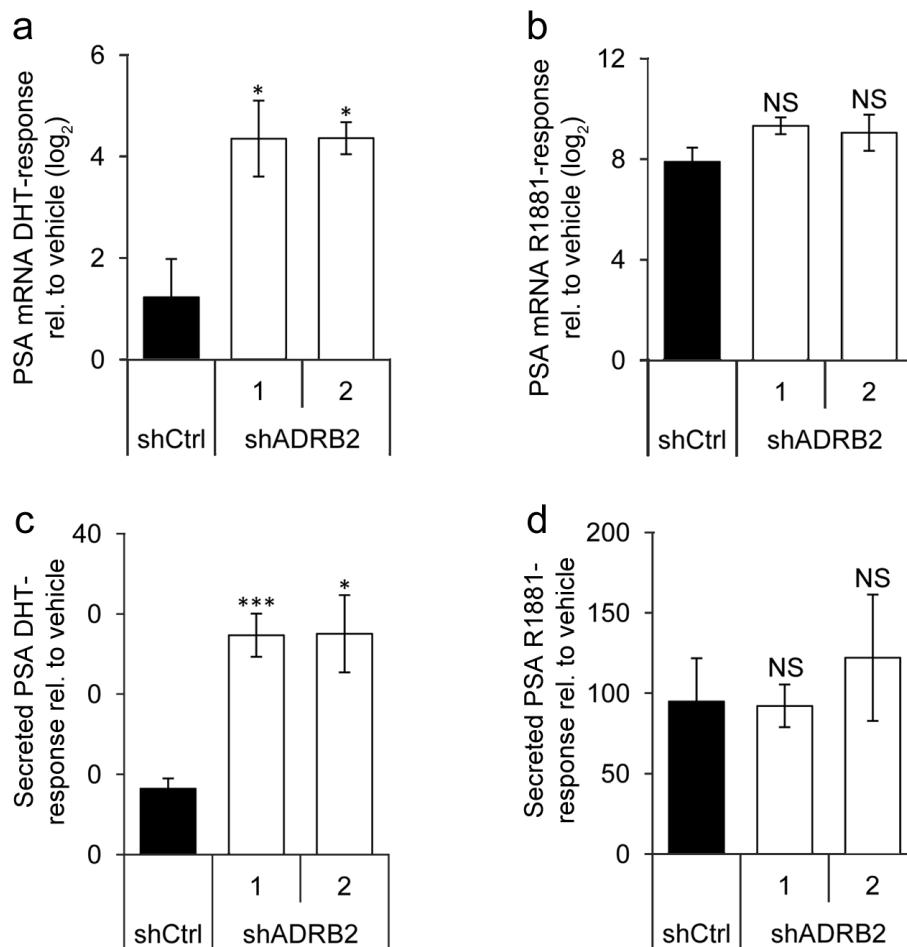 a
PSA mRNA DHT-response
rel. to vehicle (log2)
6
4
2
0
*
*
1
2
shCtrl
shADRB2
b
PSA mRNA R1881-response
rel. to vehicle (log2)
12
8
4
0
NS
NS
1
2
shCtrl
shADRB2
c
Secreted PSA DHT-
response rel. to vehicle
40
0
0
0
0
***
*
1
2
shCtrl
shADRB2
d
Secreted PSA R1881-
response rel. to vehicle
200
150
100
50
0
NS
NS
1
2
shCtrl
shADRB2